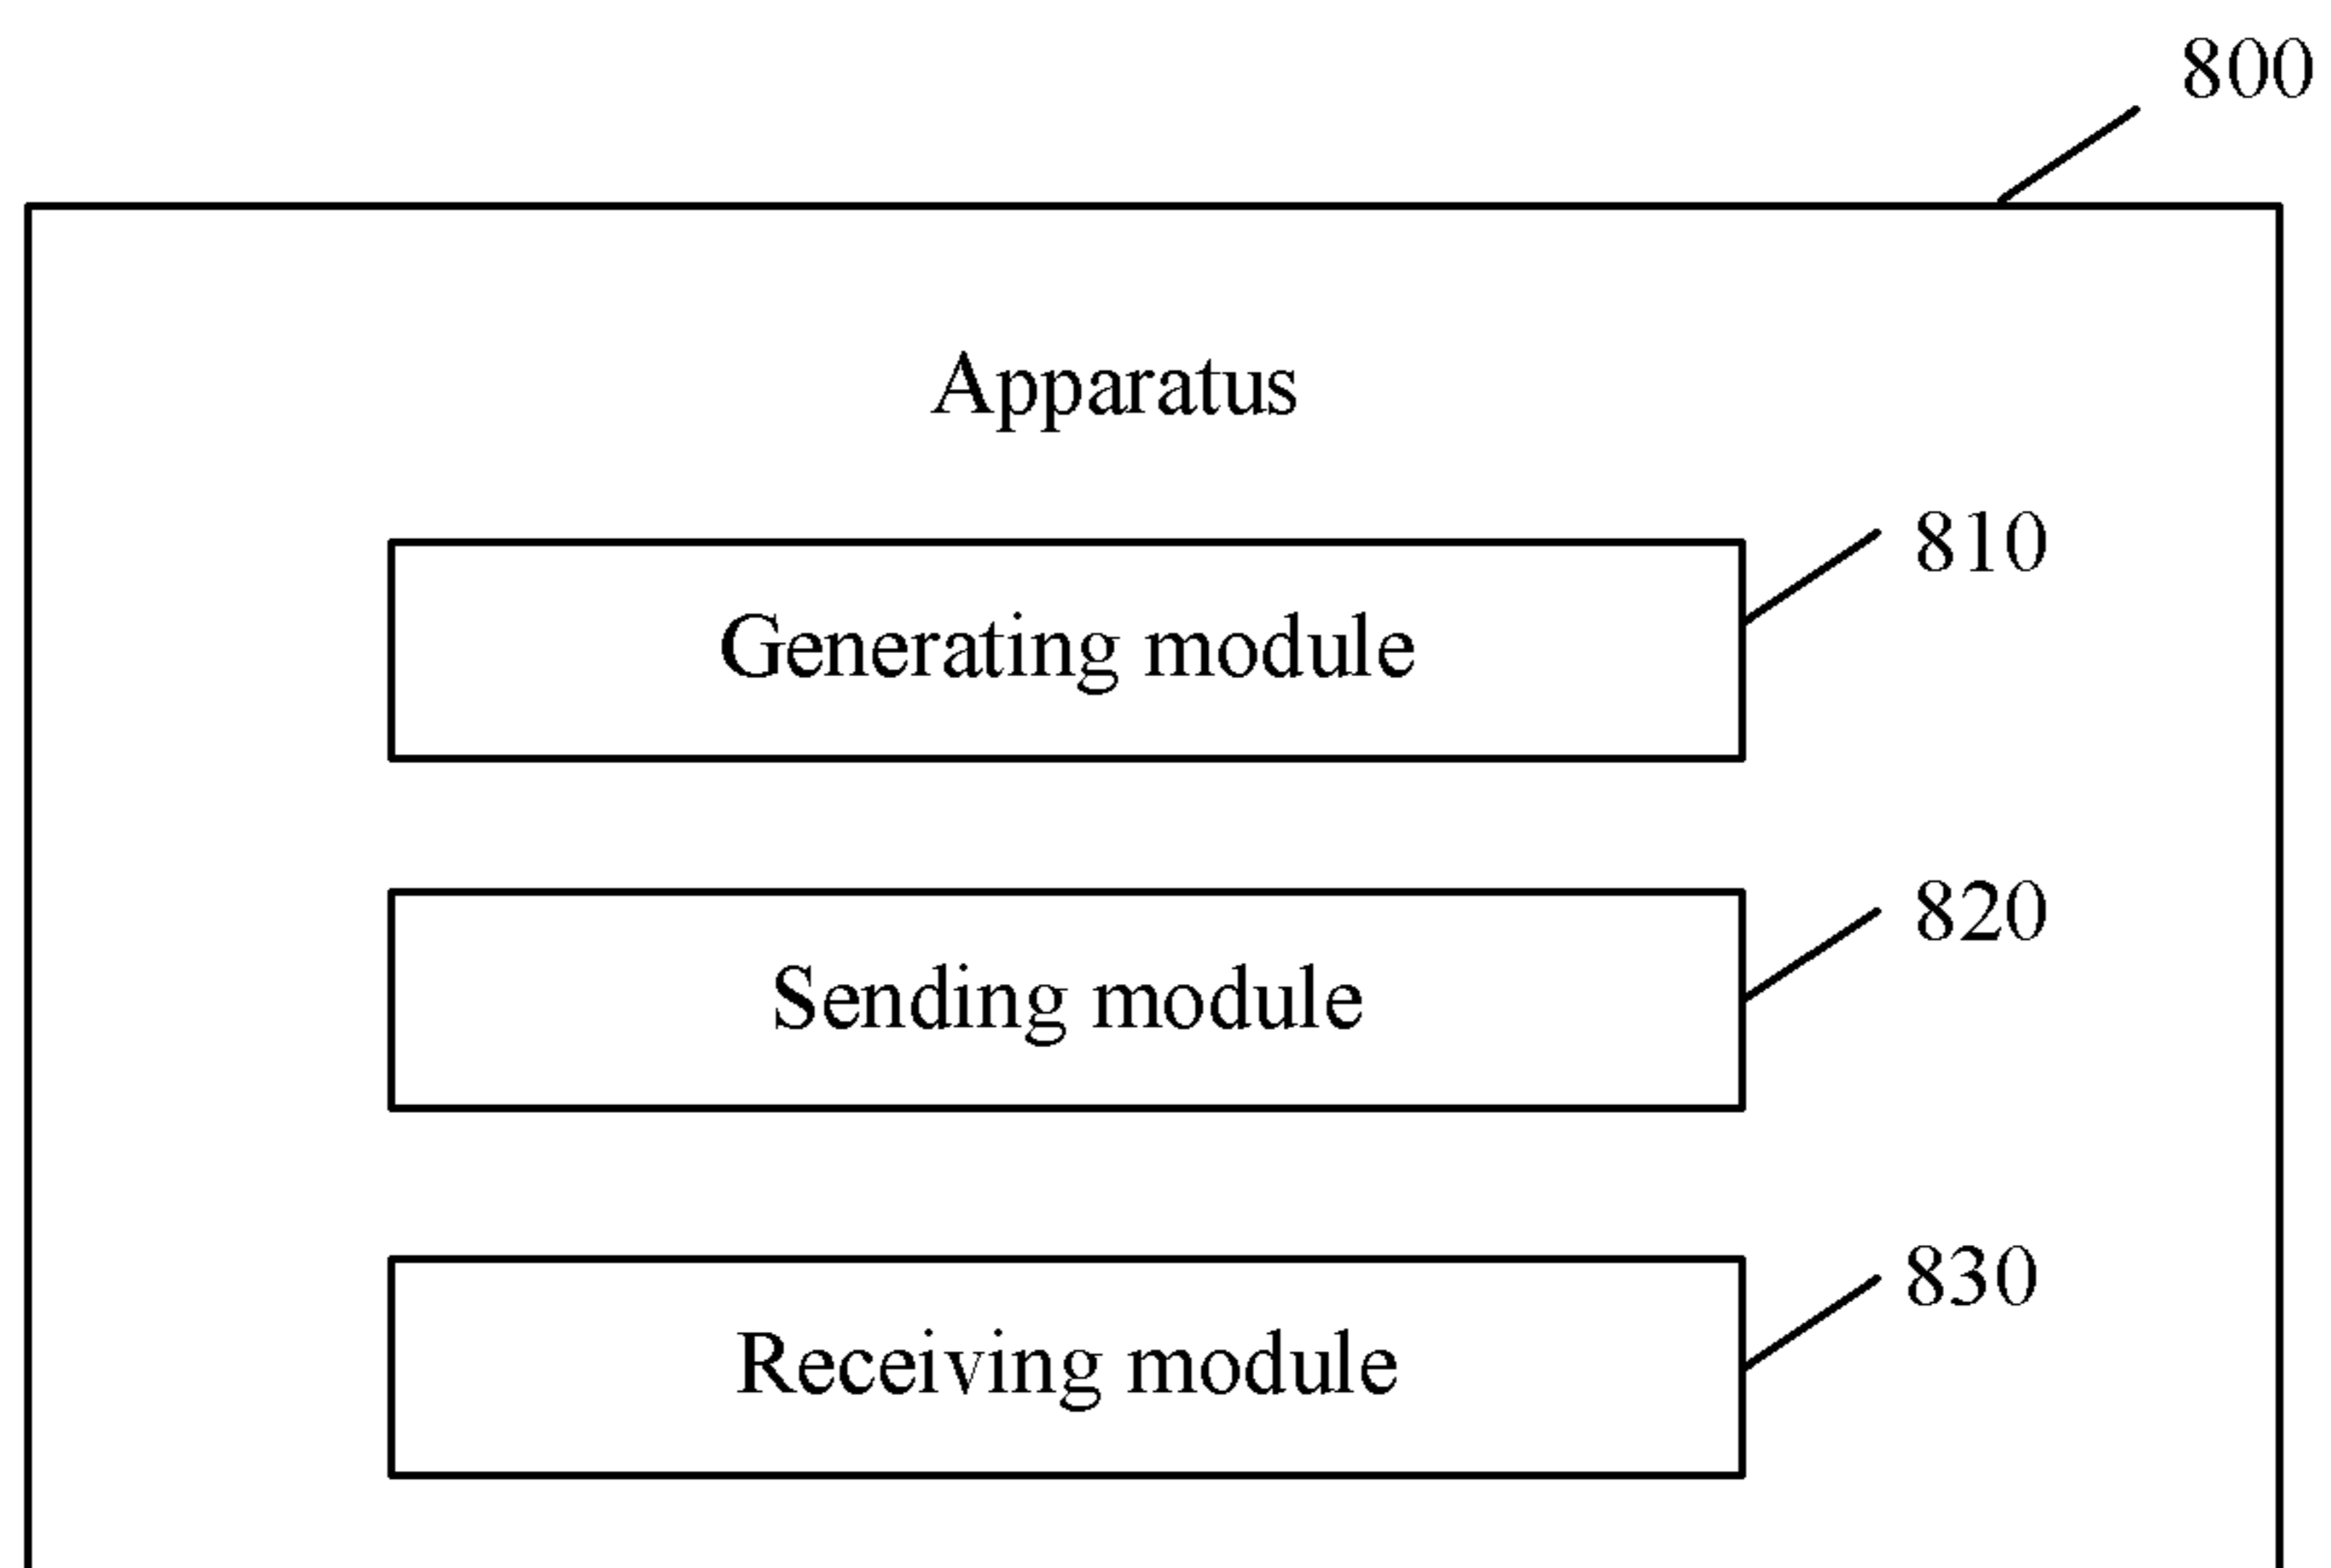 800
Apparatus
810
Generating module
820
Sending module
830
Receiving module